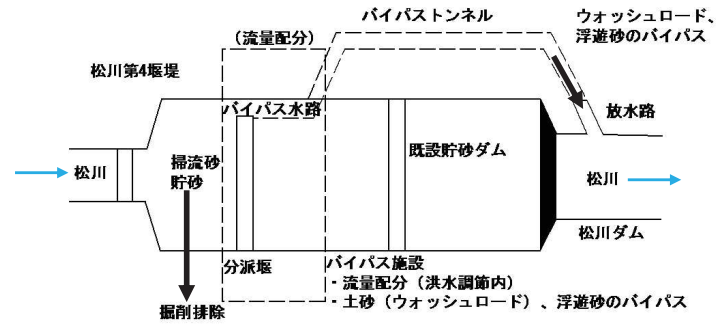 バイパストンネル
ウォッシュロード、
浮遊砂のバイパス
(流量配分)
松川第4堰堤
バイパス水路
放水路
既設貯砂ダム
掃流砂
貯砂
松川
松川
松川ダム
分派堰
バイパス施設
・流量配分（洪水調節内）
・土砂（ウォッシュロード）、浮遊砂のバイパス
掘削排除